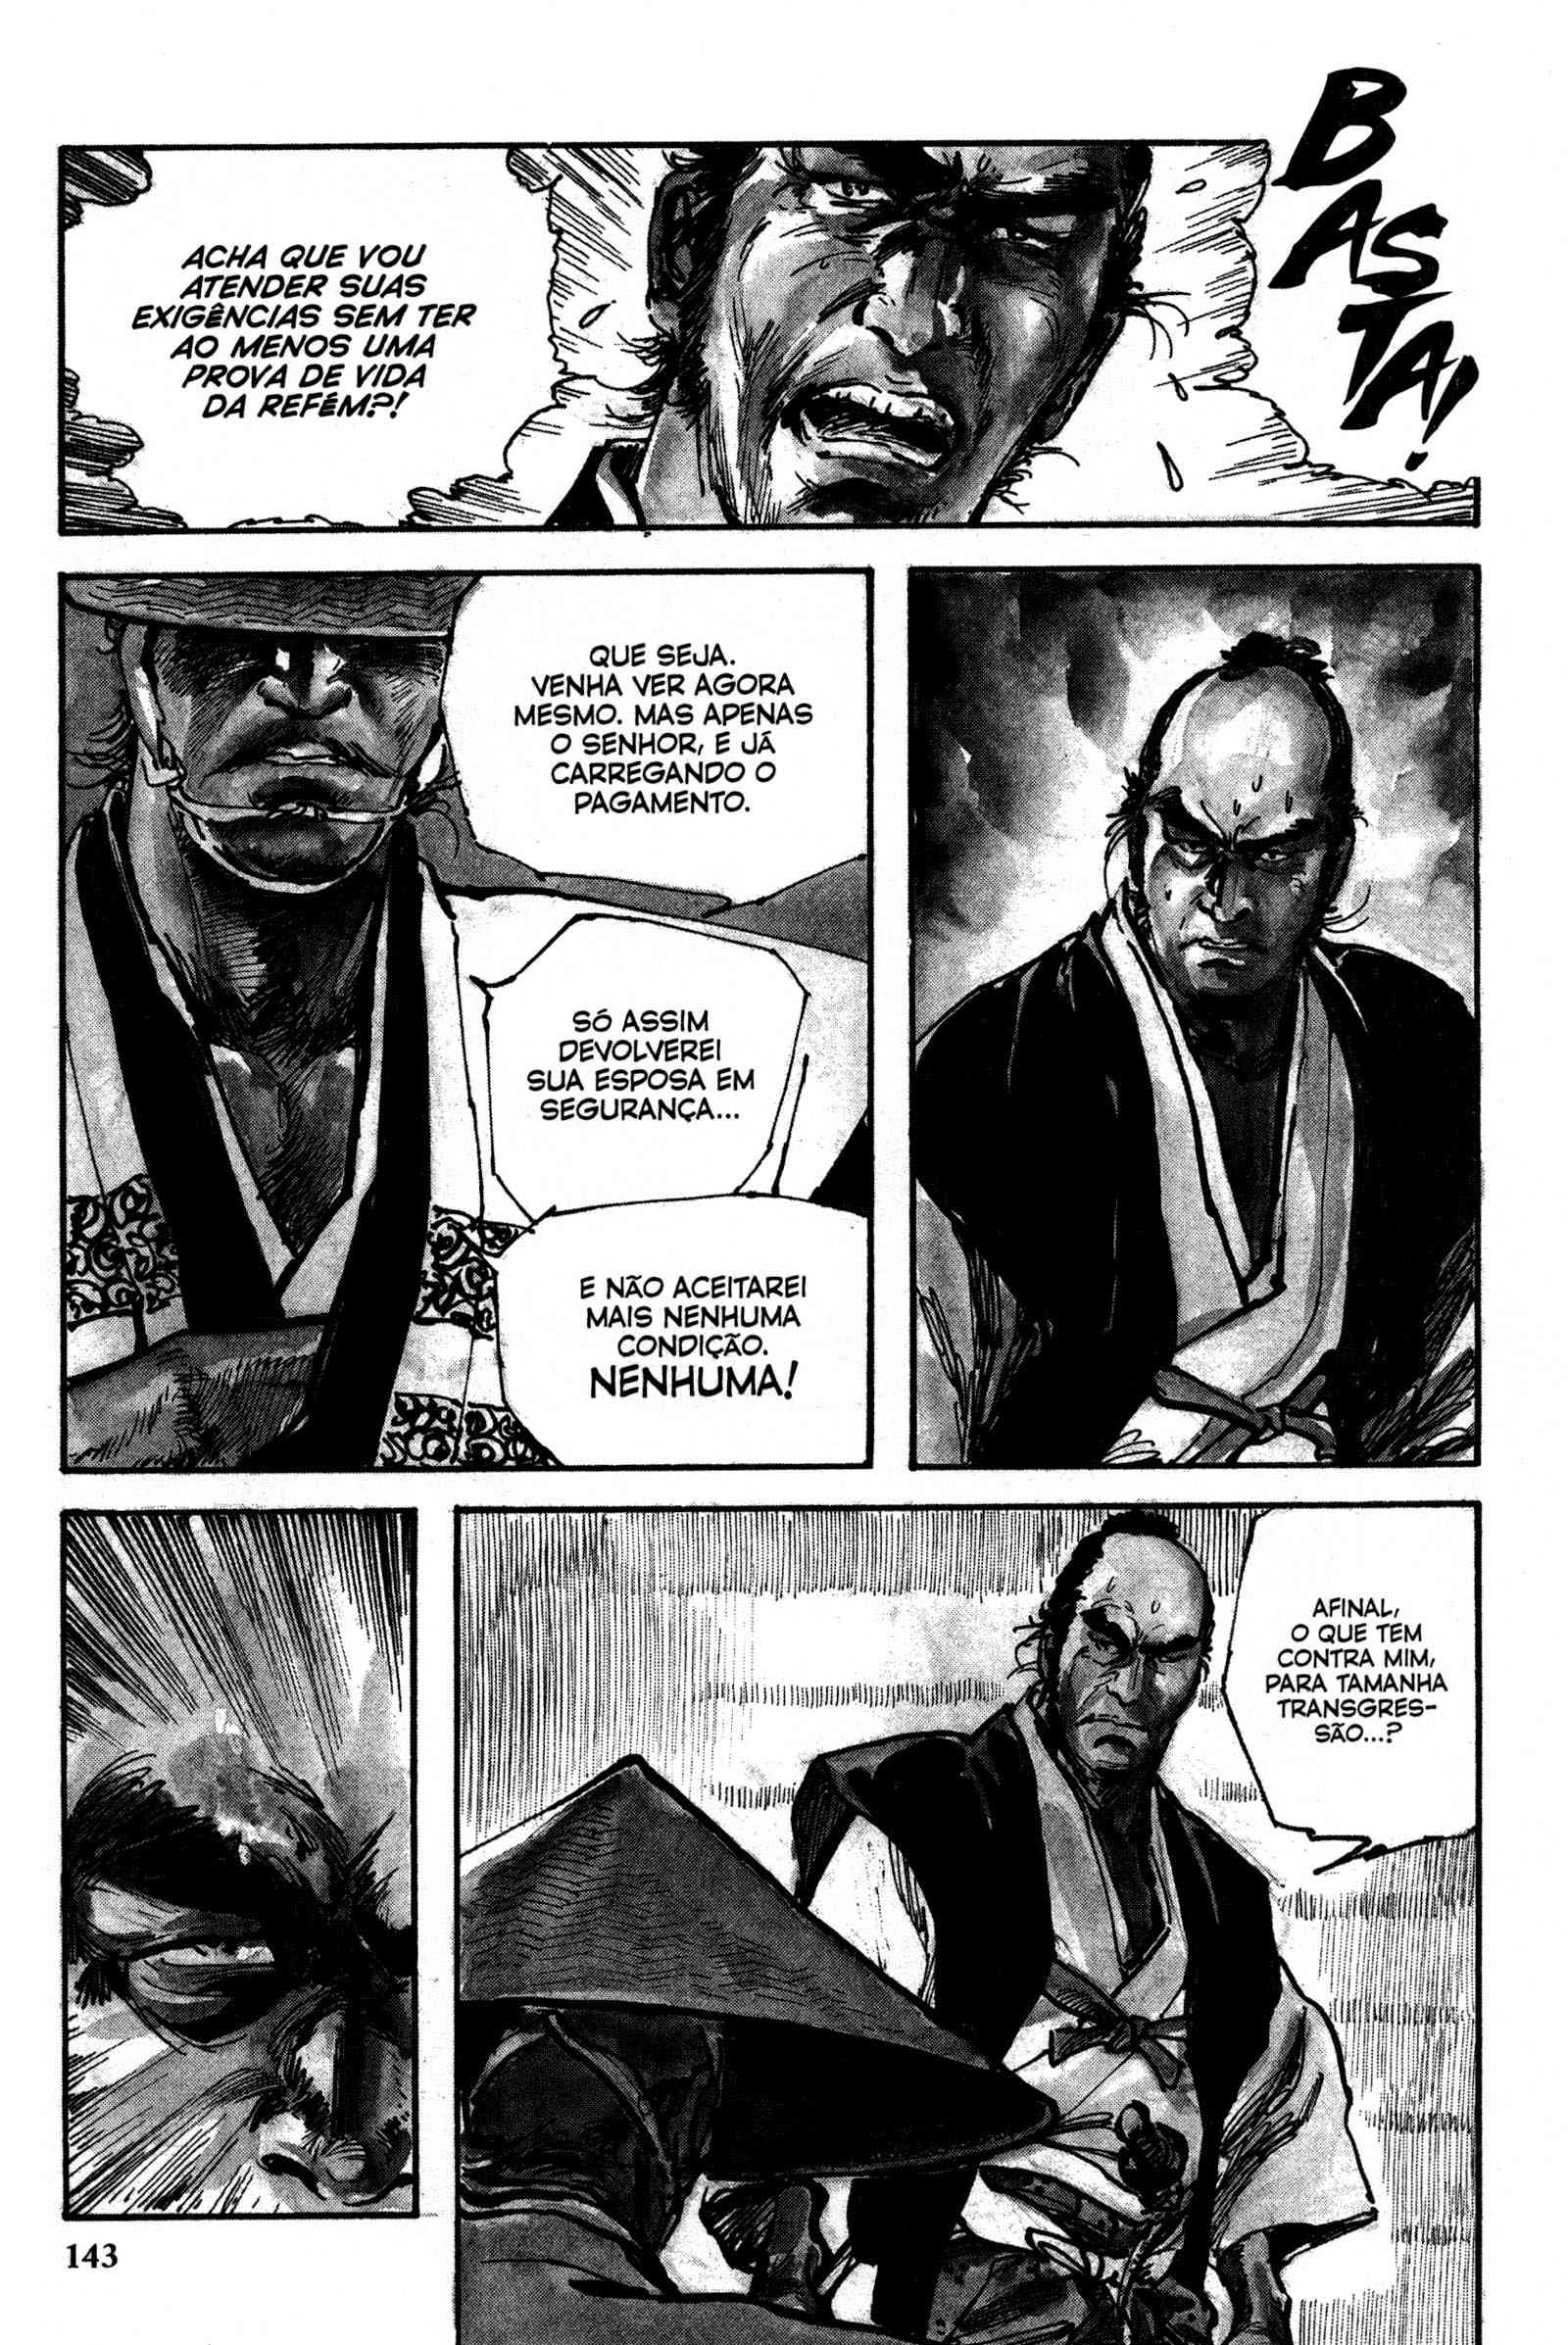 BASTA!
ACHA QUE VOU
ATENDER SUAS
EXIGÊNCIAS SEM TER
AO MENOS UMA
PROVA DE VIDA
DA REFÉM?!
QUE SEJA.
VENHA VER AGORA
MESMO. MAS APENAS
O SENHOR, E JÁ
CARREGANDO O
PAGAMENTO.
SÓ ASSIM
DEVOLVEREI
SUA ESPOSA EM
SEGURANÇA...
E NÃO ACEITAREI
MAIS NENHUMA
CONDIÇÃO.
NENHUMA!
AFINAL,
O QUE TEM
CONTRA MIM,
PARA TAMANHA
TRANSGRES-
SÃO...?
143